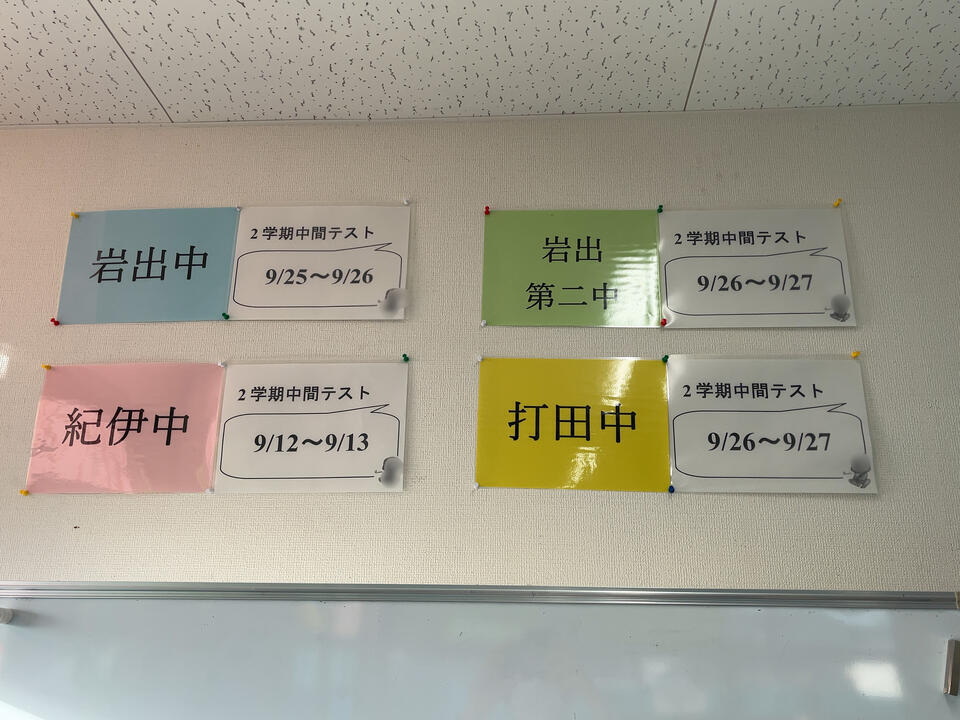 岩出中
2学期中間テスト
9/25～9/26
岩出
第二中
2学期中間テスト
9/26～9/27
紀伊中
2学期中間テスト
9/12～9/13
打田中
2学期中間テスト
9/26～9/27